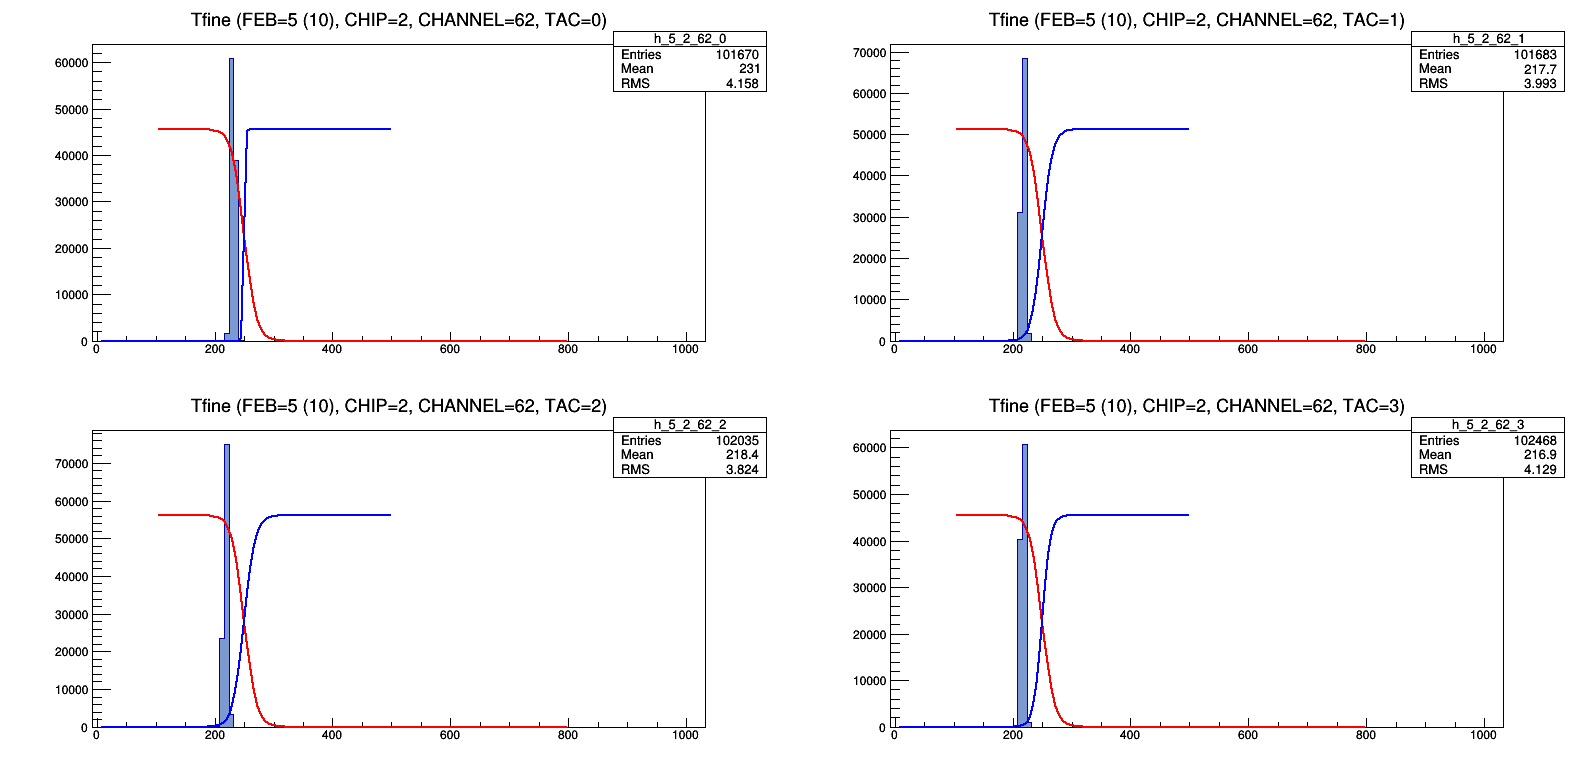 Tfine (FEB=5 (10), CHIP=2, CHANNEL=62, TAC=0)
h_5_2_62_0
Entries 101670
Mean 231
RMS 4.158
60000
50000
40000
30000
20000
10000
0
0 200 400 600 800 1000
Tfine (FEB=5 (10), CHIP=2, CHANNEL=62, TAC=1)
h_5_2_62_1
Entries 101683
Mean 217.7
RMS 3.993
70000
60000
50000
40000
30000
20000
10000
0
0 200 400 600 800 1000
Tfine (FEB=5 (10), CHIP=2, CHANNEL=62, TAC=2)
h_5_2_62_2
Entries 102035
Mean 218.4
RMS 3.824
70000
60000
50000
40000
30000
20000
10000
0
0 200 400 600 800 1000
Tfine (FEB=5 (10), CHIP=2, CHANNEL=62, TAC=3)
h_5_2_62_3
Entries 102468
Mean 216.9
RMS 4.129
60000
50000
40000
30000
20000
10000
0
0 200 400 600 800 1000